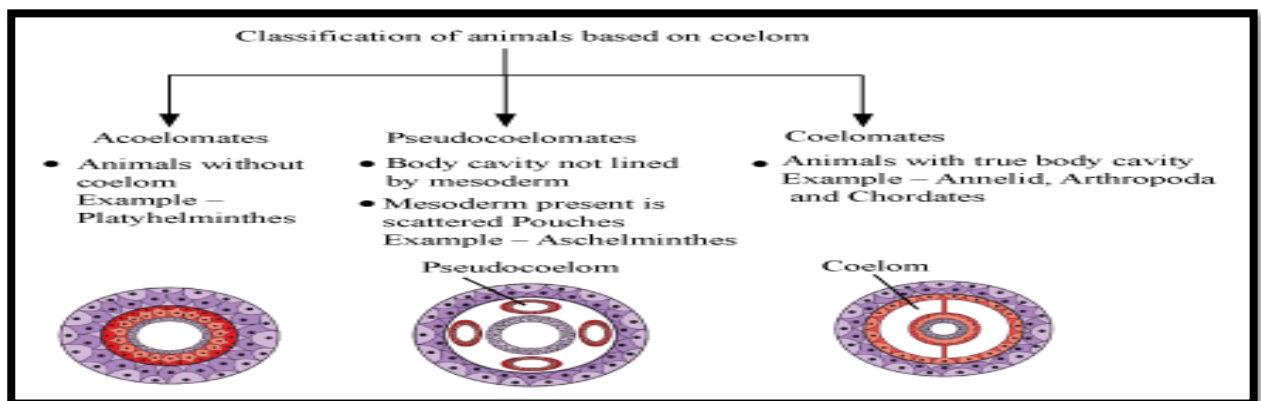 Classification of animals based on coelom
Acoelomates
• Animals without
coelom
Example –
Platyhelminthes
Pseudocoelomates
• Body cavity not lined
by mesoderm
• Mesoderm present is
scattered Pouches
Example – Aschelminthes
Pseudocoelom
Coelomates
• Animals with true body cavity
Example – Annelid, Arthropoda
and Chordates
Coelom